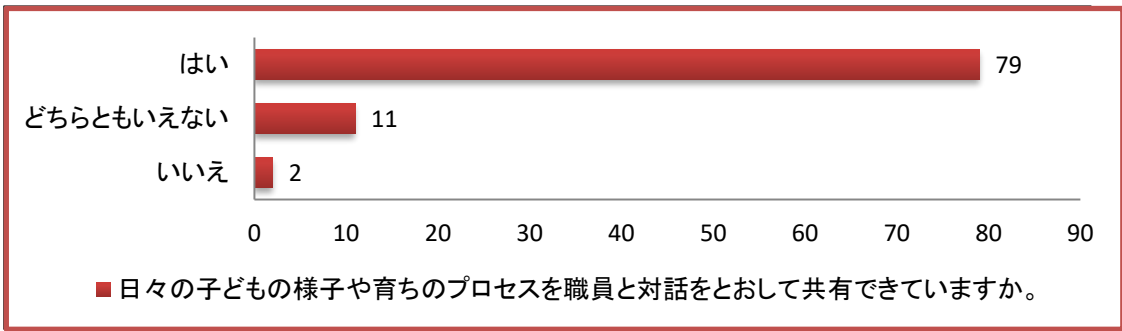 はい 79
どちらともいえない 11
いいえ 2
0 10 20 30 40 50 60 70 80 90
日々の子どもの様子や育ちのプロセスを職員と対話をとおして共有できていますか。